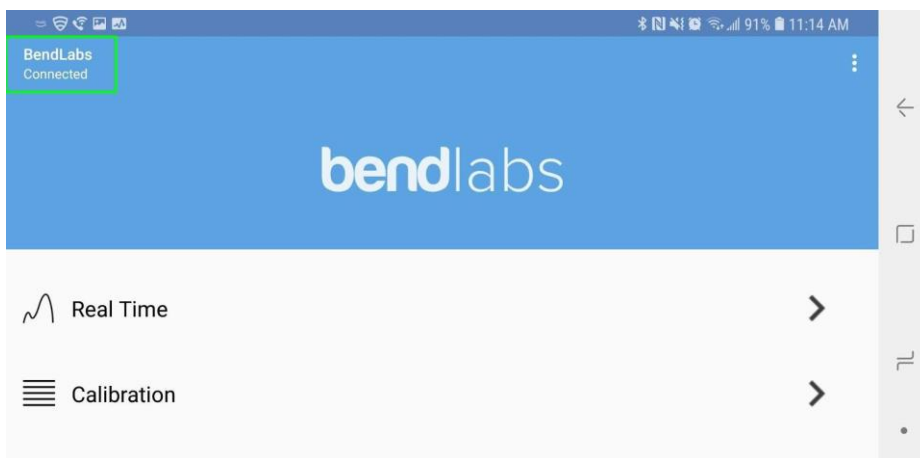 91% 11:14 AM
BendLabs
Connected
bendlabs
Real Time
Calibration